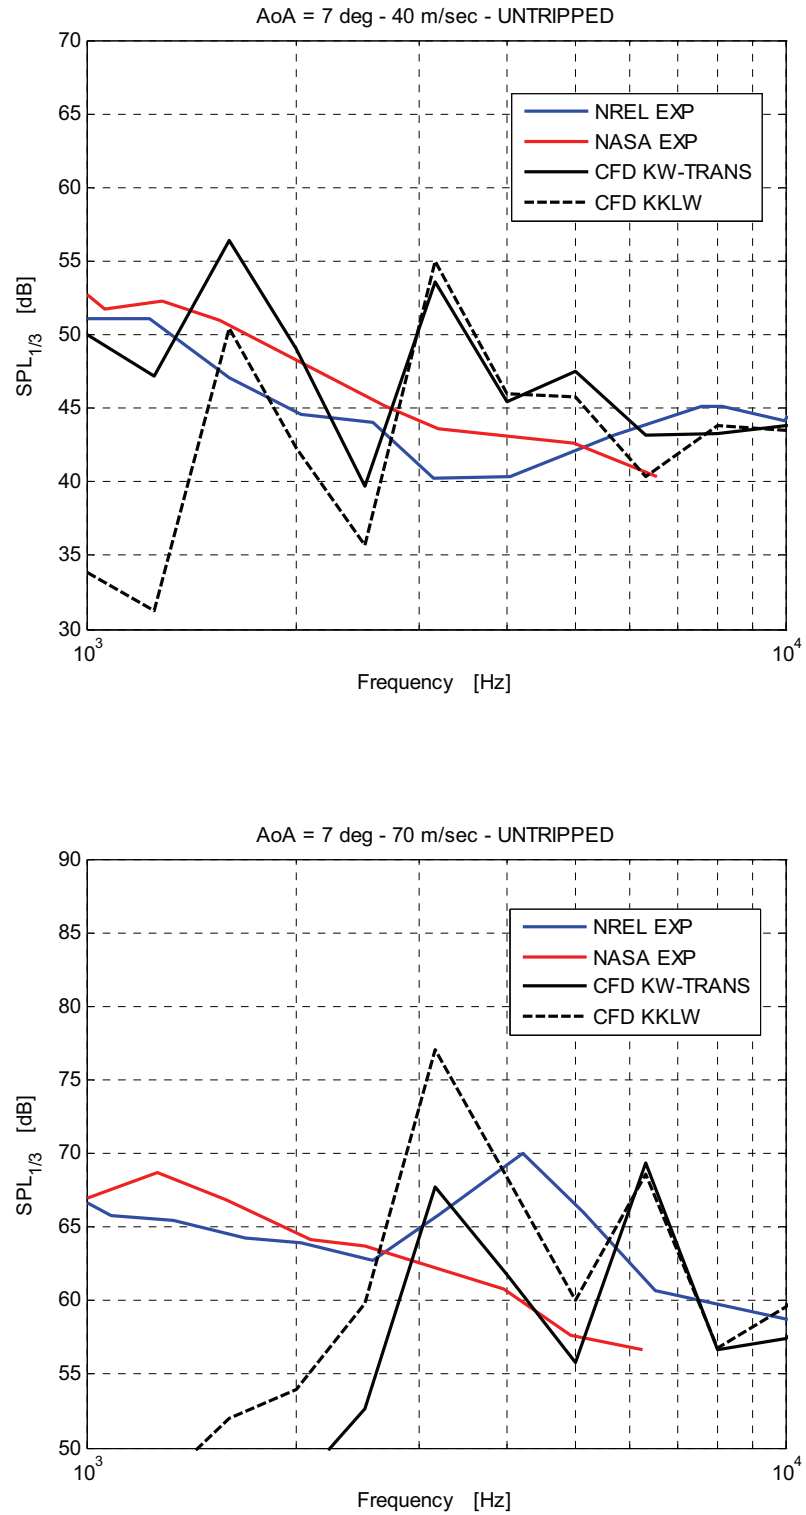 AoA = 7 deg - 40 m/sec - UNTRIPPED
70
65
60
55
50
45
40
35
30
SPL1/3 [dB]
NREL EXP
NASA EXP
CFD KW-TRANS
CFD KKLW
10^3
10^4
Frequency [Hz]
AoA = 7 deg - 70 m/sec - UNTRIPPED
90
85
80
75
70
65
60
55
50
SPL1/3 [dB]
NREL EXP
NASA EXP
CFD KW-TRANS
CFD KKLW
10^3
10^4
Frequency [Hz]